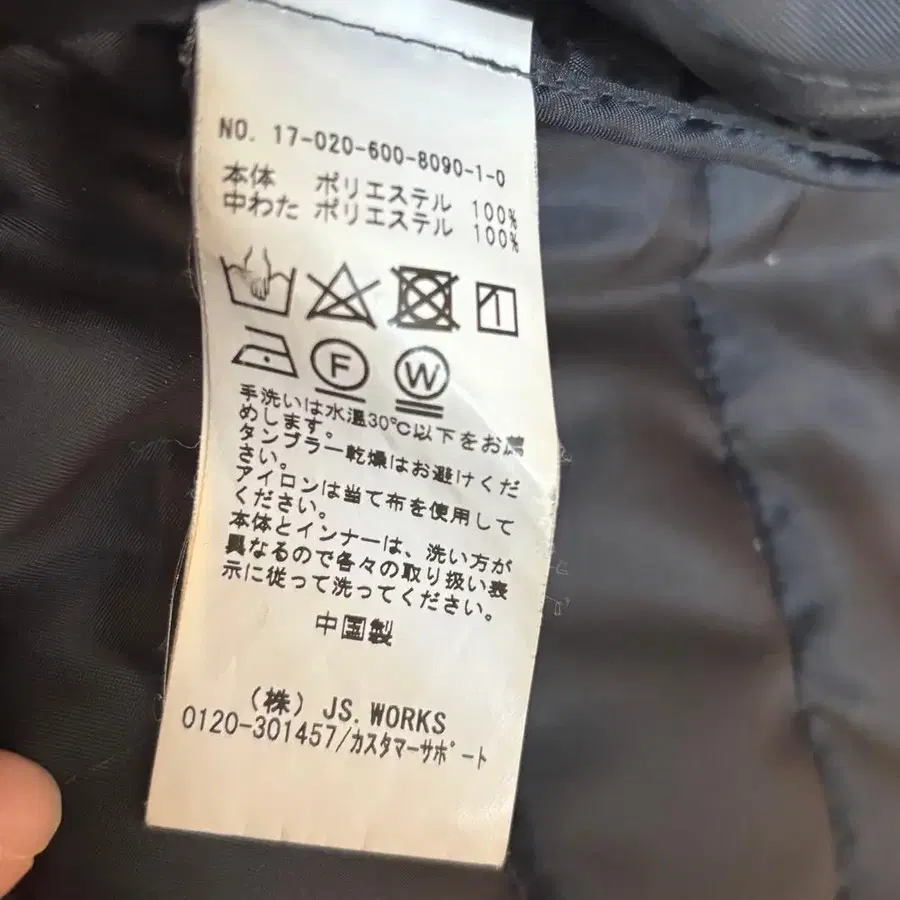 NO. 17-020-600-8090-1-0
本体 ポリエステル 100%
中わた ポリエステル 100%
F W
手洗いは水温30℃以下をお薦
めします。
タンブラー乾燥はお避けくだ
さい。
アイロンは当て布を使用して
ください。
本体とインナーは、洗い方が
異なるので各々の取り扱い表
示に従って洗ってください。
中国製
(株) JS.WORKS
0120-301457/カスタマーサポート